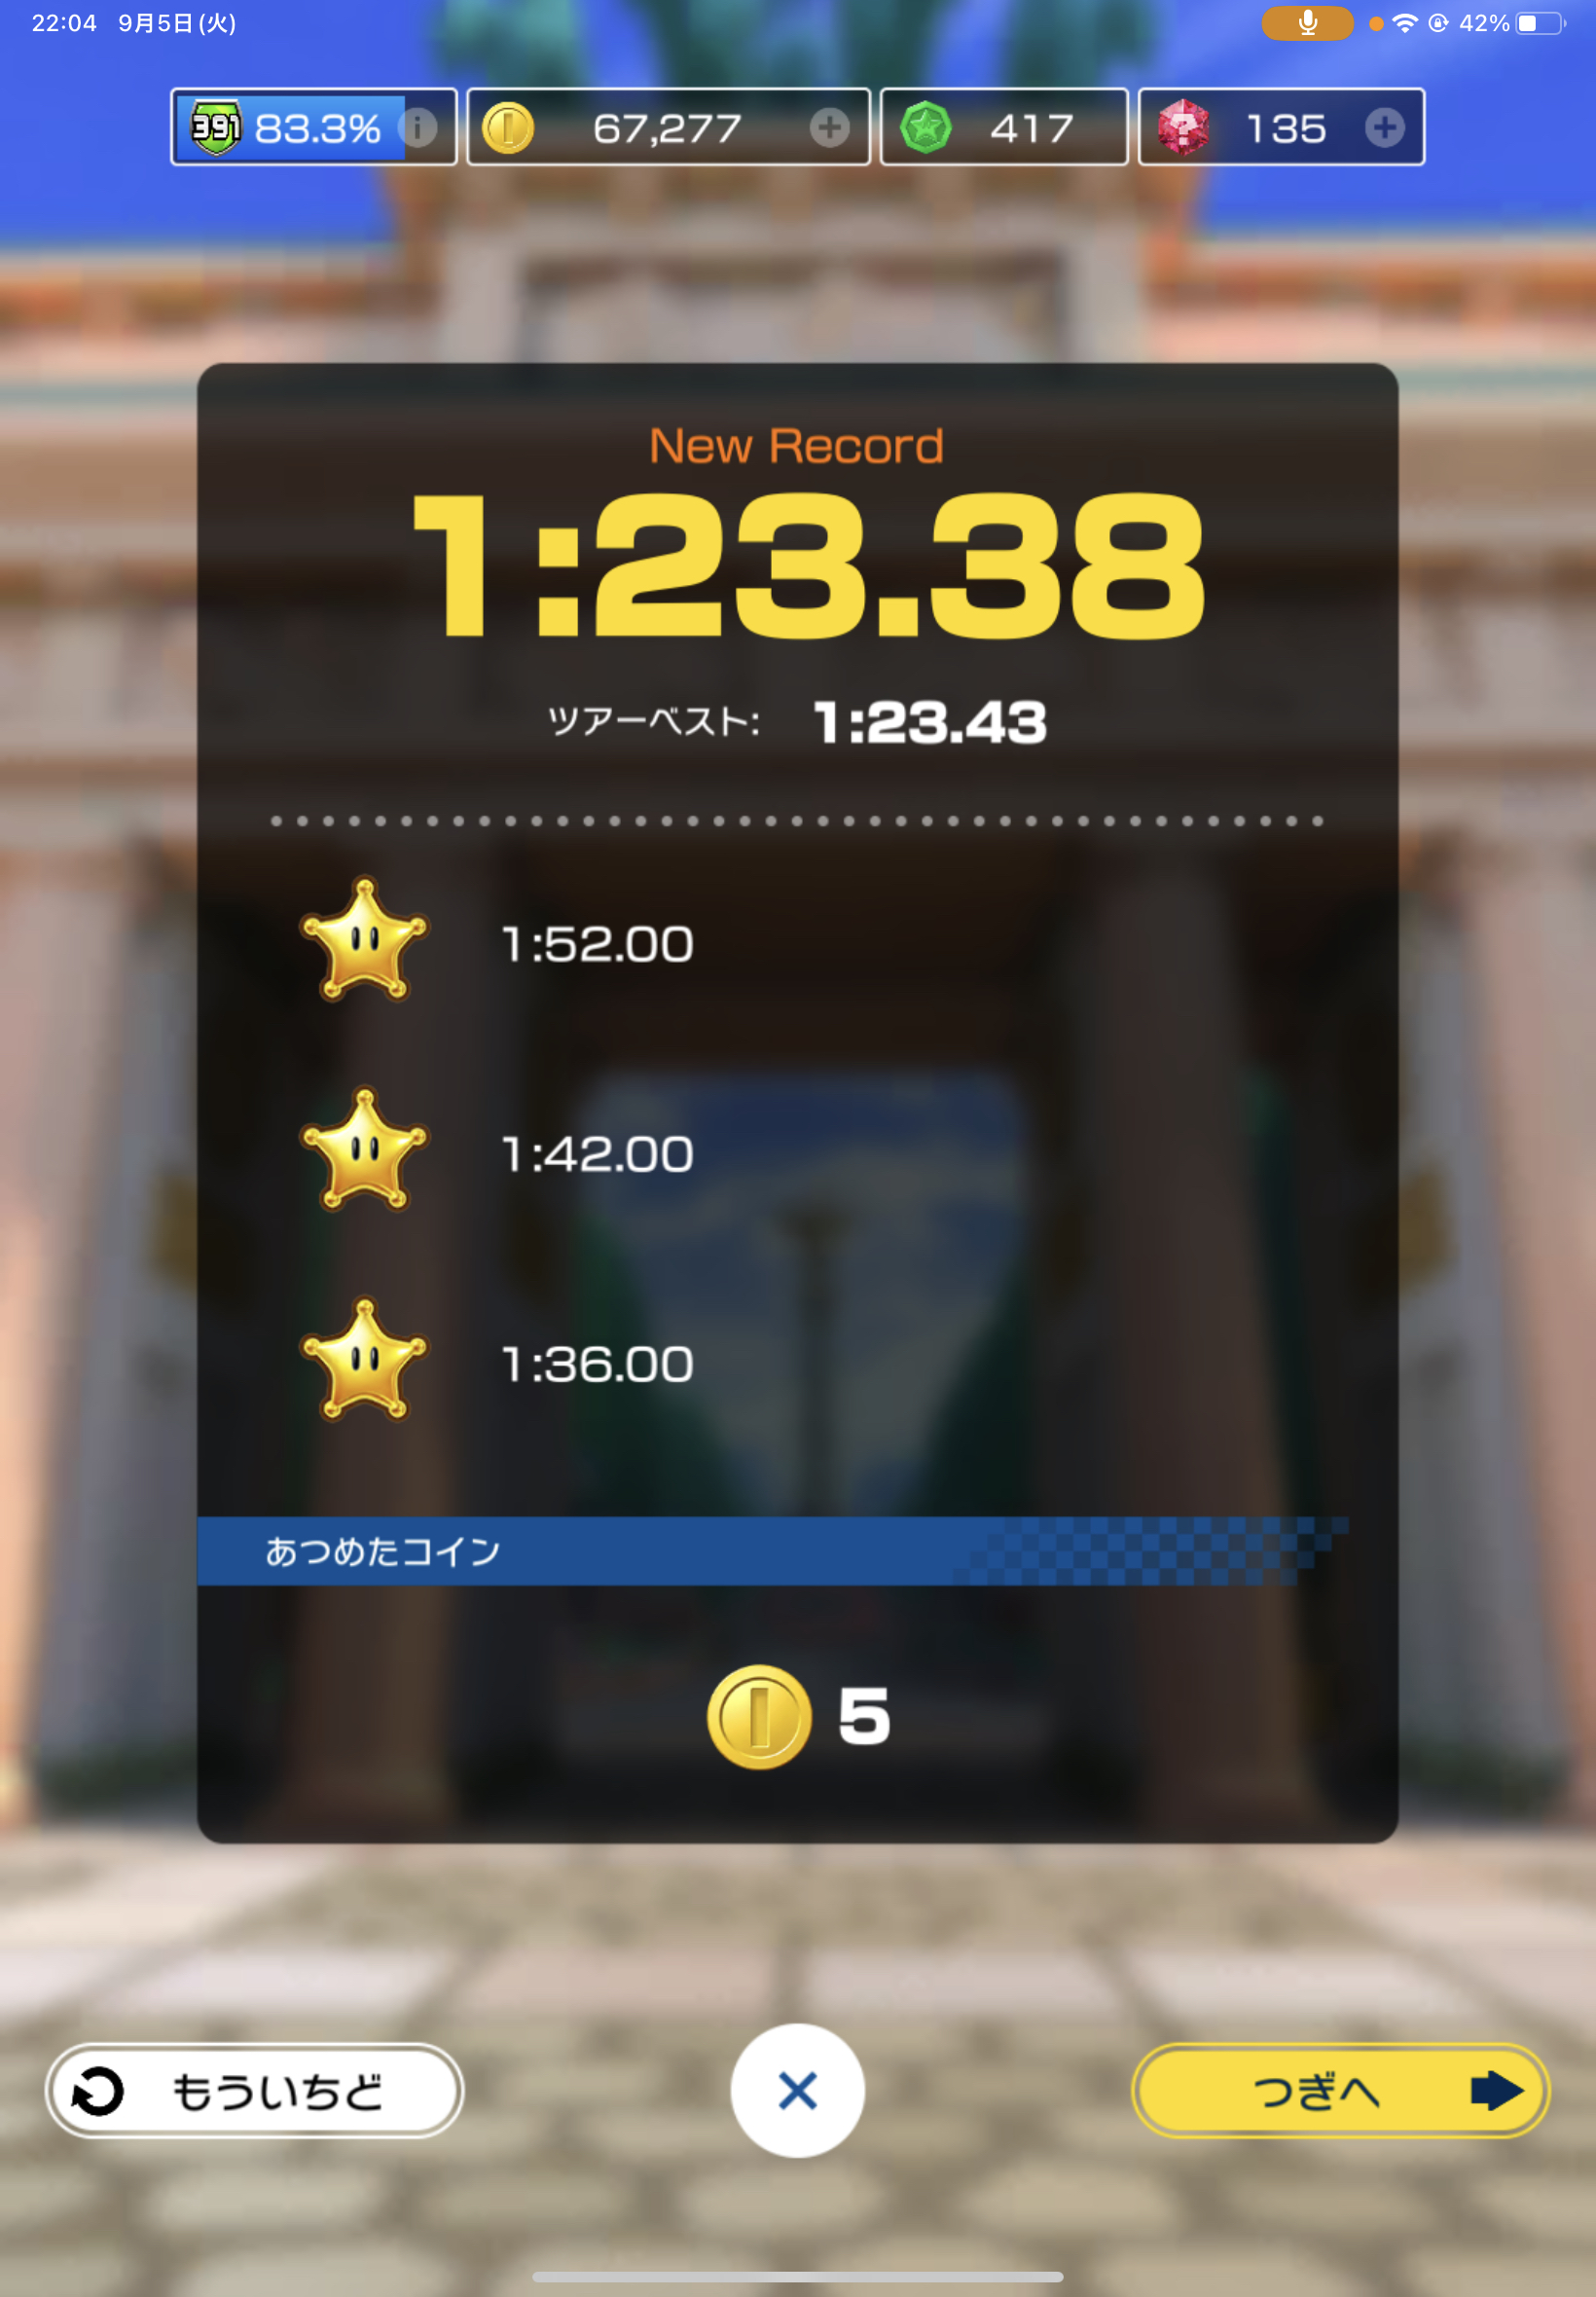 22:04 9月5日(火) 42%
391 83.3% i 67,277 + 417 ? 135 +
New Record
1:23.38
ツアーベスト: 1:23.43
1:52.00
1:42.00
1:36.00
あつめたコイン
5
もういちど × つぎへ